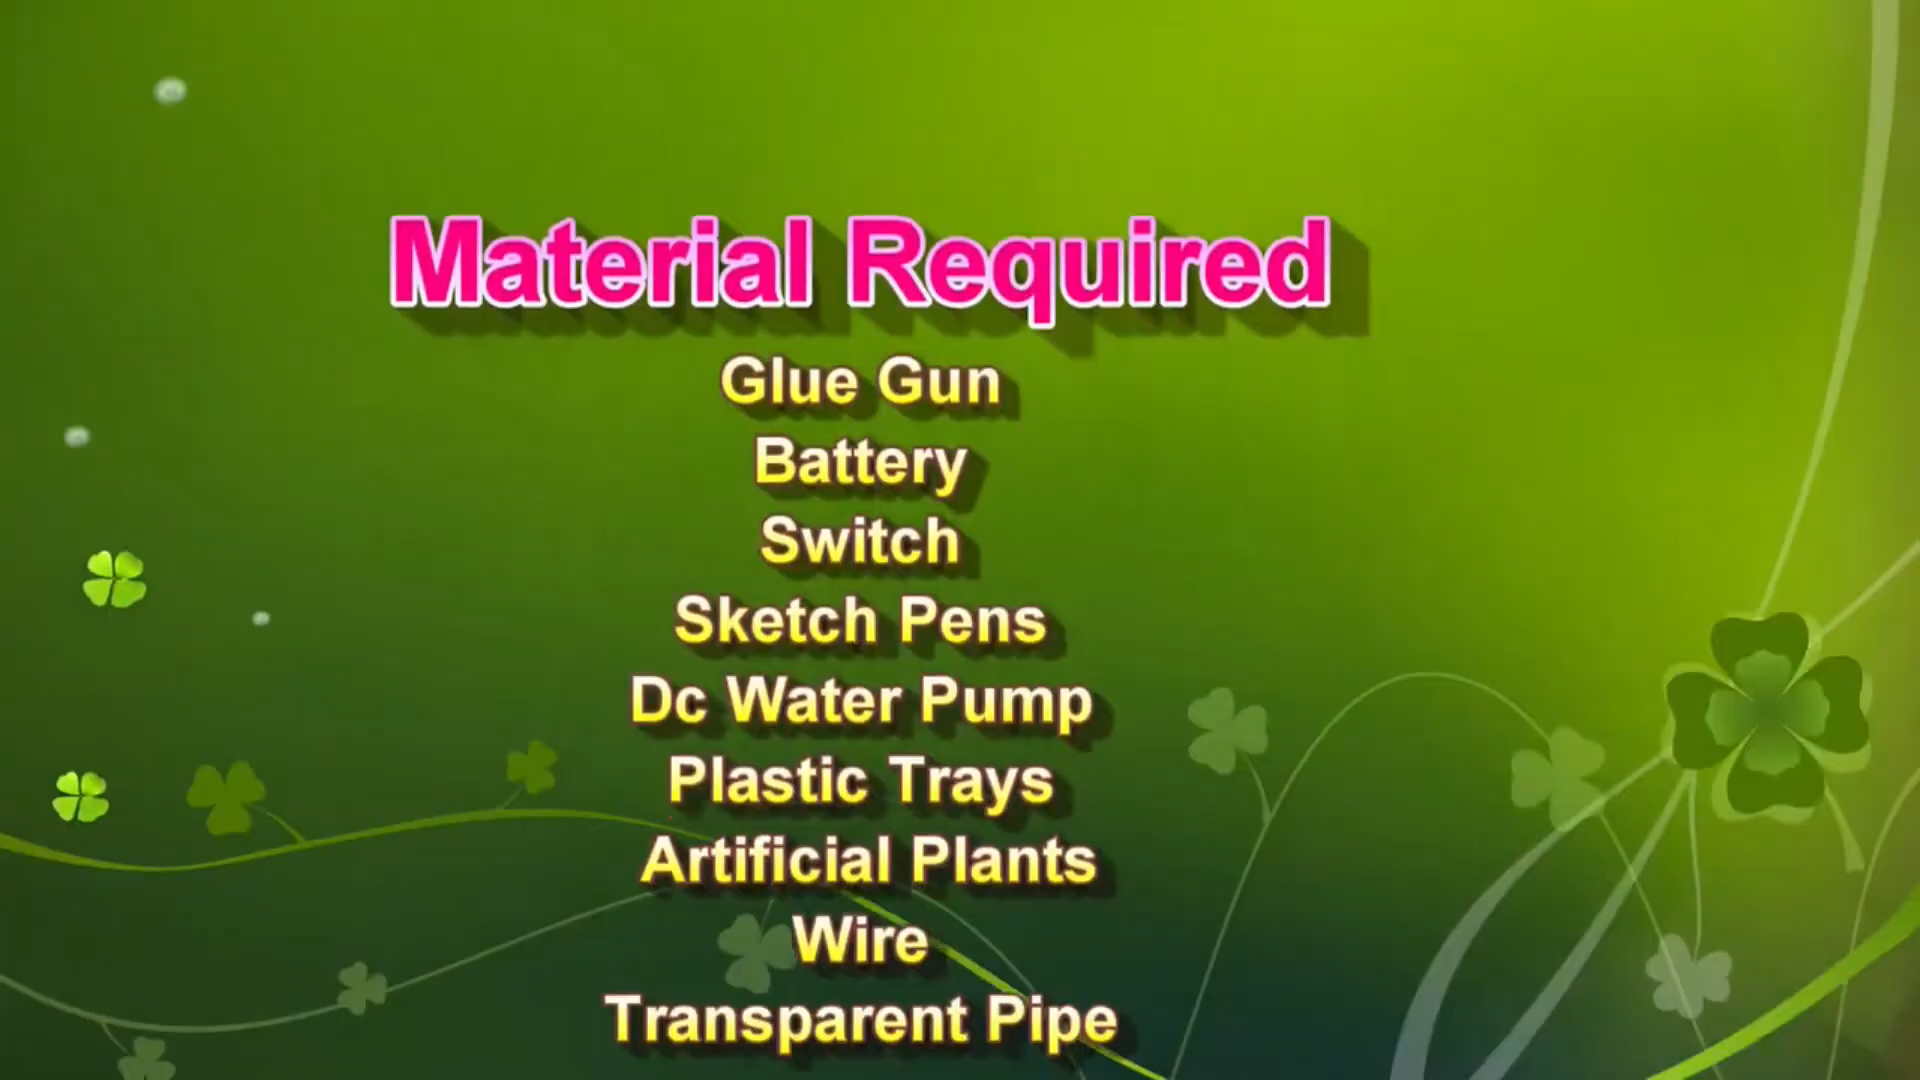 Material Required
Glue Gun
Battery
Switch
Sketch Pens
Dc Water Pump
Plastic Trays
Artificial Plants
Wire
Transparent Pipe